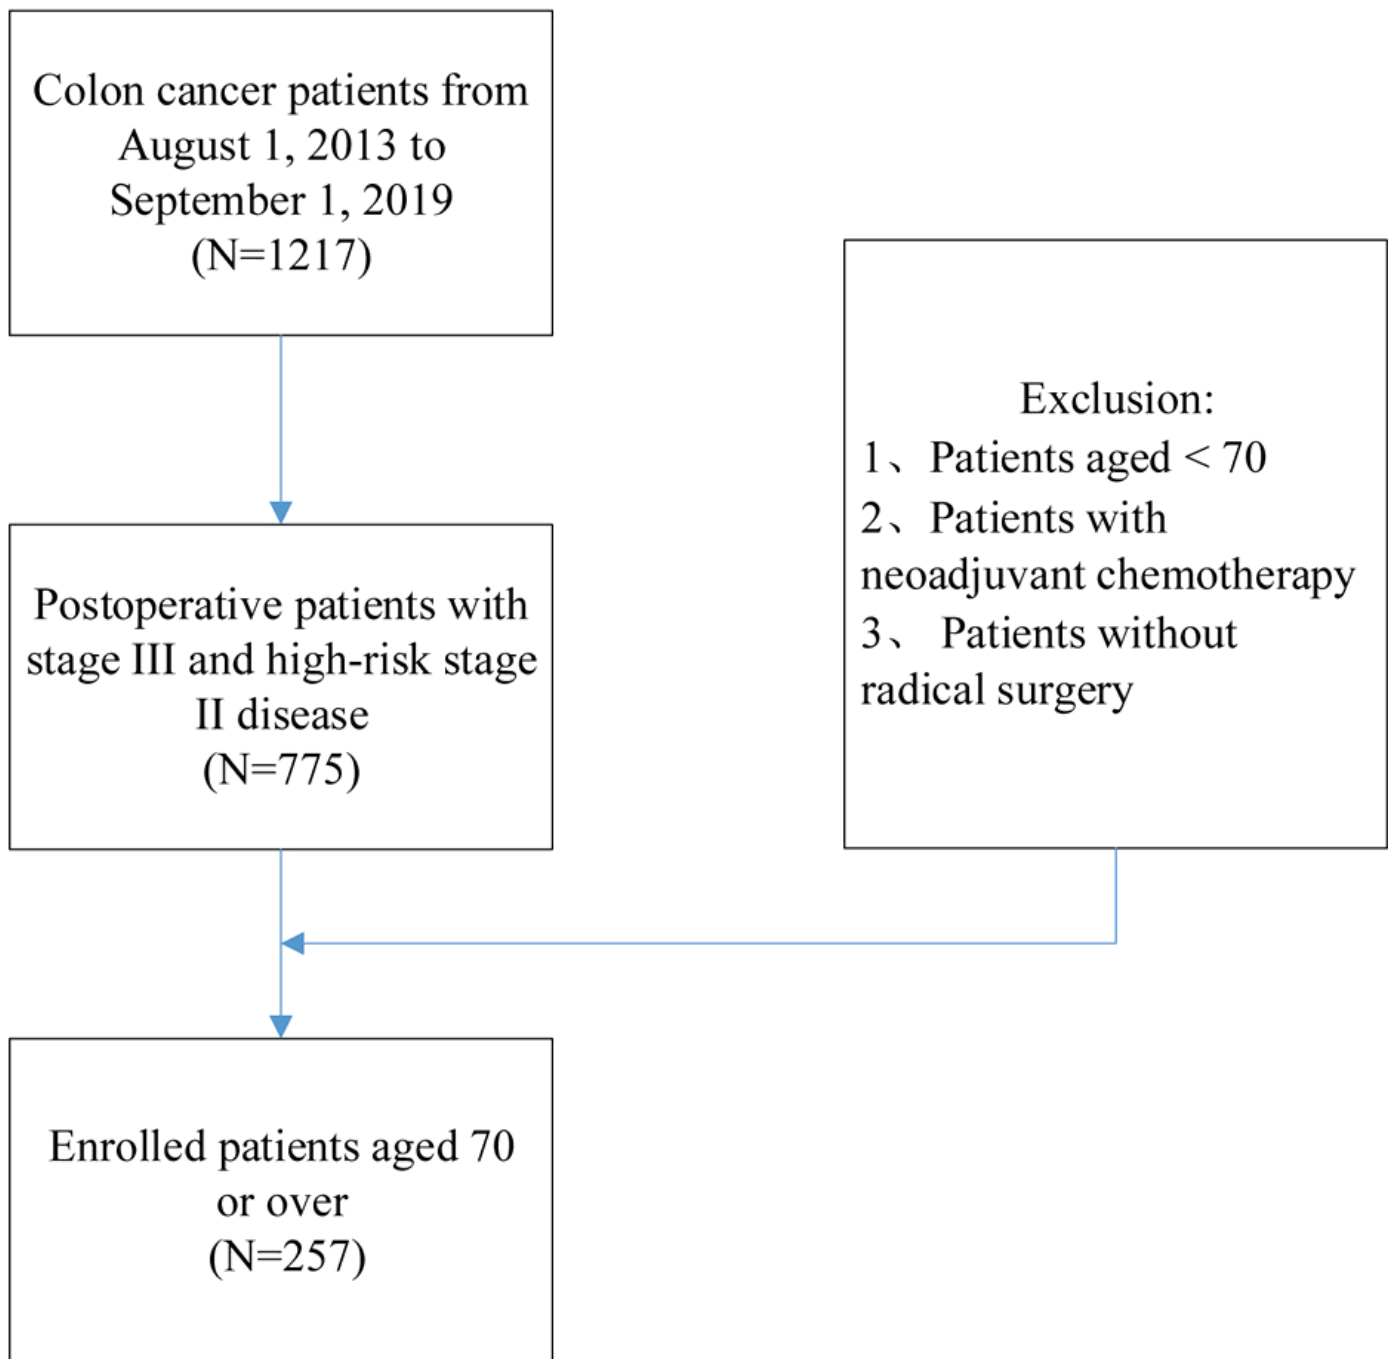 Colon cancer patients from
August 1, 2013 to
September 1, 2019
(N=1217)
Exclusion:
1、Patients aged < 70
2、Patients with
neoadjuvant chemotherapy
3、 Patients without
radical surgery
Postoperative patients with
stage III and high-risk stage
II disease
(N=775)
Enrolled patients aged 70
or over
(N=257)